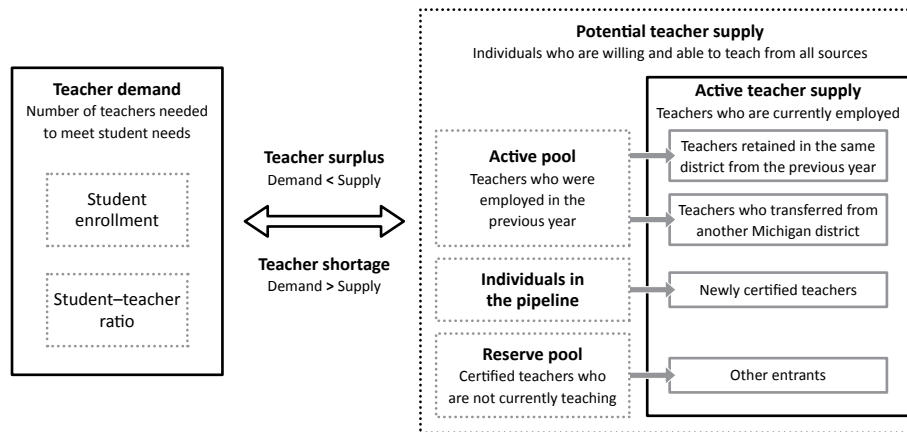 Teacher demand
Number of teachers needed
to meet student needs
Student
enrollment
Student–teacher
ratio
Teacher surplus
Demand < Supply
Teacher shortage
Demand > Supply
Potential teacher supply
Individuals who are willing and able to teach from all sources
Active pool
Teachers who were
employed in the
previous year
Individuals in
the pipeline
Reserve pool
Certified teachers who
are not currently teaching
Active teacher supply
Teachers who are currently employed
Teachers retained in the same
district from the previous year
Teachers who transferred from
another Michigan district
Newly certified teachers
Other entrants